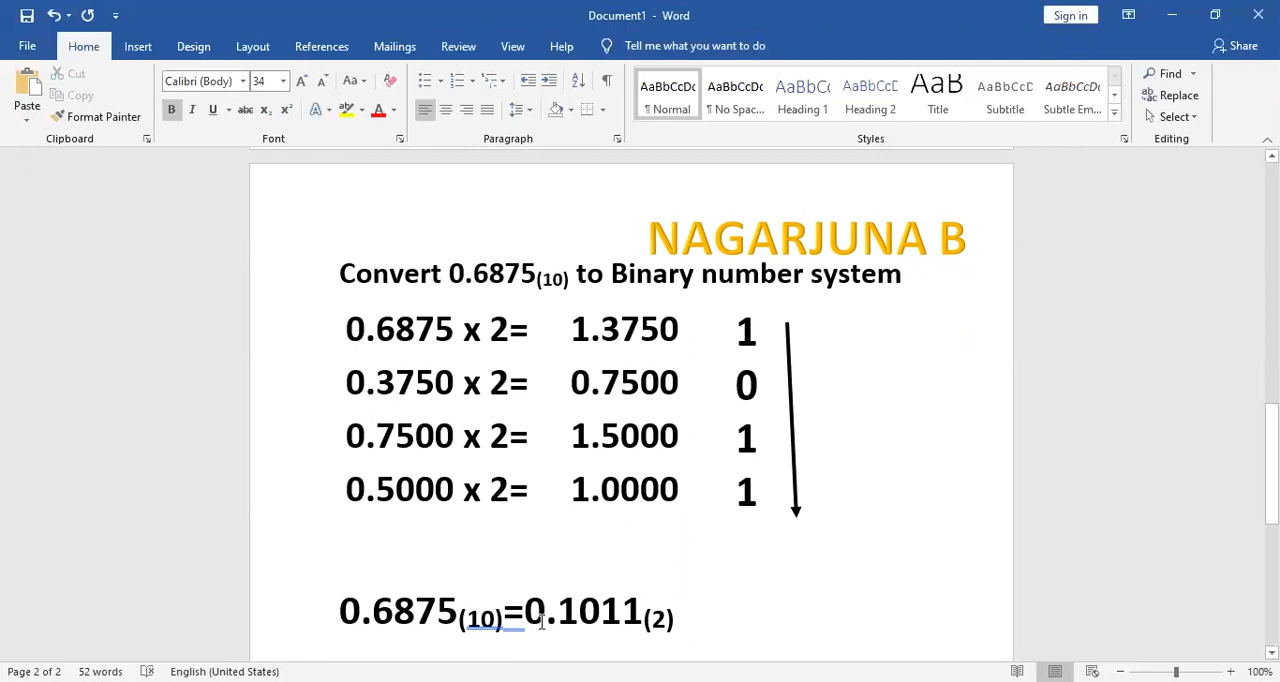 Document1 - Word
Sign in
File Home Insert Design Layout References Mailings Review View Help Tell me what you want to do Share
Paste Cut Copy Format Painter Clipboard
Calibri (Body) 34 Aa B I U abc x₂ x² A A Font
Paragraph
AaBbCcDc ¶ Normal AaBbCcDc ¶ No Spac... AaBbCc Heading 1 AaBbCcD Heading 2 AaB Title AaBbCcD Subtitle AaBbCcDc Subtle Em... Styles
Find Replace Select Editing
NAGARJUNA B
Convert 0.6875(10) to Binary number system
0.6875 x 2= 1.3750 1
0.3750 x 2= 0.7500 0
0.7500 x 2= 1.5000 1
0.5000 x 2= 1.0000 1
0.6875(10)=0.1011(2)
Page 2 of 2 52 words English (United States) 100%